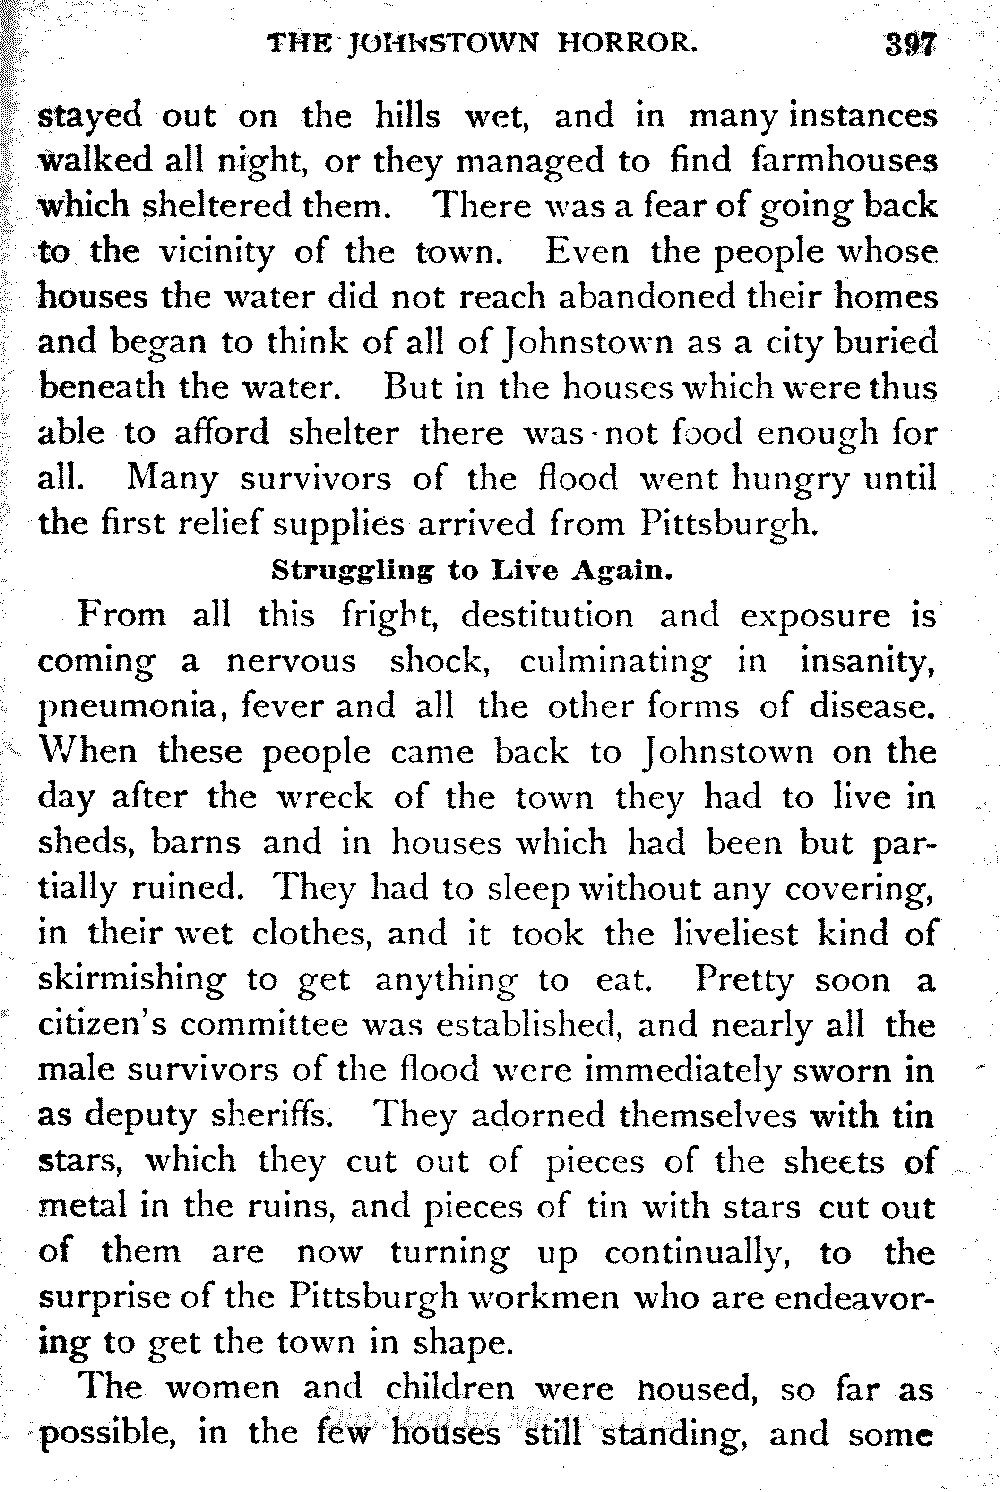 THE JOHNSTOWN HORROR. 397
stayed out on the hills wet, and in many instances
walked all night, or they managed to find farmhouses
which sheltered them. There was a fear of going back
to the vicinity of the town. Even the people whose
houses the water did not reach abandoned their homes
and began to think of all of Johnstown as a city buried
beneath the water. But in the houses which were thus
able to afford shelter there was not food enough for
all. Many survivors of the flood went hungry until
the first relief supplies arrived from Pittsburgh.
Struggling to Live Again.
From all this fright, destitution and exposure is
coming a nervous shock, culminating in insanity,
pneumonia, fever and all the other forms of disease.
When these people came back to Johnstown on the
day after the wreck of the town they had to live in
sheds, barns and in houses which had been but par-
tially ruined. They had to sleep without any covering,
in their wet clothes, and it took the liveliest kind of
skirmishing to get anything to eat. Pretty soon a
citizen's committee was established, and nearly all the
male survivors of the flood were immediately sworn in
as deputy sheriffs. They adorned themselves with tin
stars, which they cut out of pieces of the sheets of
metal in the ruins, and pieces of tin with stars cut out
of them are now turning up continually, to the
surprise of the Pittsburgh workmen who are endeavor-
ing to get the town in shape.
The women and children were housed, so far as
possible, in the few houses still standing, and some